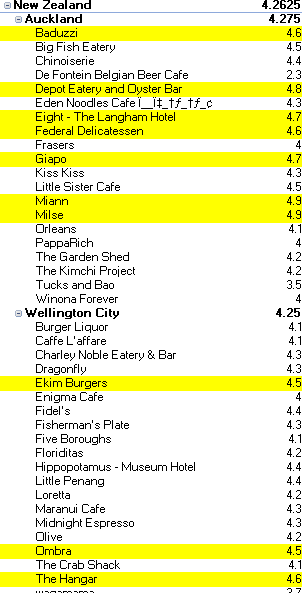 New Zealand 4.2625
Auckland 4.275
Baduzzi 4.6
Big Fish Eatery 4.5
Chinoiserie 4.4
De Fontein Belgian Beer Cafe 2.3
Depot Eatery and Oyster Bar 4.8
Eden Noodles Cafe Ï__Ï‡_†ƒ_†ƒ_¢ 4.3
Eight - The Langham Hotel 4.7
Federal Delicatessen 4.6
Frasers 4
Giapo 4.7
Kiss Kiss 4.3
Little Sister Cafe 4.5
Miann 4.9
Milse 4.9
Orleans 4.1
PappaRich 4
The Garden Shed 4.2
The Kimchi Project 4.2
Tucks and Bao 3.5
Winona Forever 4
Wellington City 4.25
Burger Liquor 4.1
Caffe L'affare 4.1
Charley Noble Eatery & Bar 4.3
Dragonfly 4.3
Ekim Burgers 4.5
Enigma Cafe 4
Fidel's 4.4
Fisherman's Plate 4.3
Five Boroughs 4.1
Floriditas 4.2
Hippopotamus - Museum Hotel 4.4
Little Penang 4.4
Loretta 4.2
Maranui Cafe 4.3
Midnight Espresso 4.3
Olive 4.2
Ombra 4.5
The Crab Shack 4.1
The Hangar 4.6